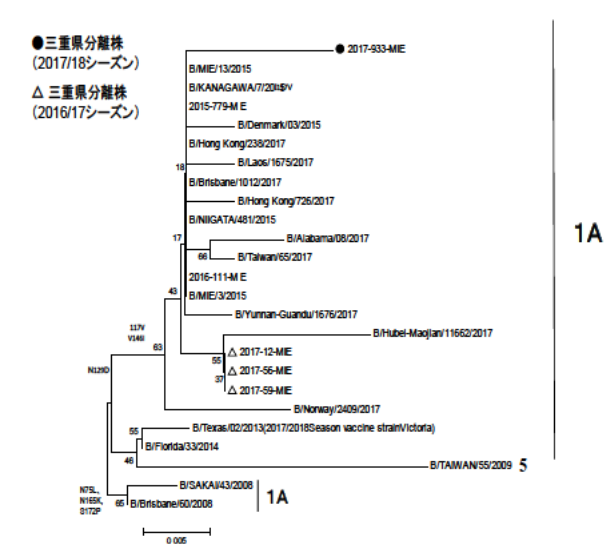 ●三重県分離株
(2017/18シーズン)
△ 三重県分離株
(2016/17シーズン)
● 2017-933-MIE
B/MIE/13/2015
B/KANAGAWA/7/2015
2015-779-M E
B/Denmark/03/2015
B/Hong Kong/238/2017
B/Laos/1675/2017
18
B/Brisbane/1012/2017
B/Hong Kong/726/2017
B/NIIGATA/481/2015
1A
17
B/Alabama/08/2017
66
B/Taiwan/65/2017
2016-111-M E
43
B/MIE/3/2015
B/Yunnan-Guandu/1676/2017
117V
V146I
B/Hubei-Maojian/11662/2017
63
55
△ 2017-12-MIE
N129D
37
△ 2017-56-MIE
△ 2017-59-MIE
B/Norway/2409/2017
55
B/Texas/02/2013(2017/2018Season vaccine strainVictoria)
B/Florida/33/2014
46
B/TAIWAN/55/2009 5
N75L,
N165K,
S172P
B/SAKAI/43/2008
1A
65
B/Brisbane/60/2008
0.005